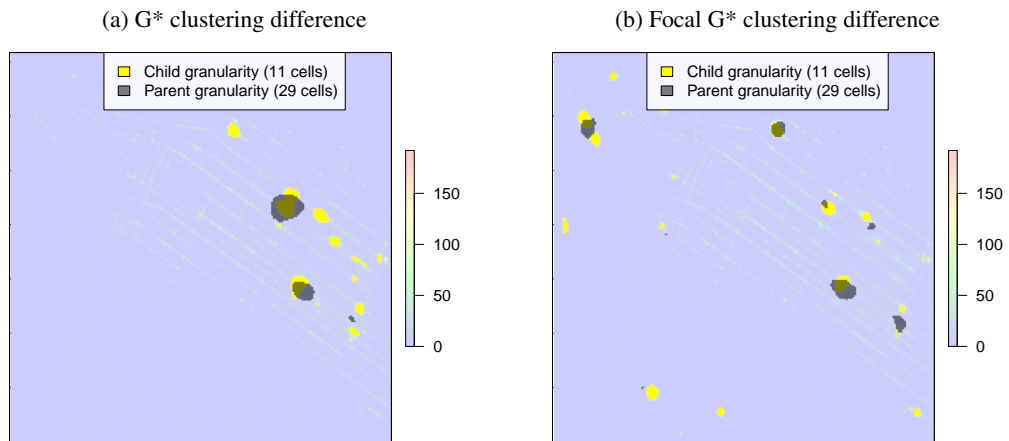 (a) G* clustering difference
Child granularity (11 cells)
Parent granularity (29 cells)
150
100
50
0
(b) Focal G* clustering difference
Child granularity (11 cells)
Parent granularity (29 cells)
150
100
50
0